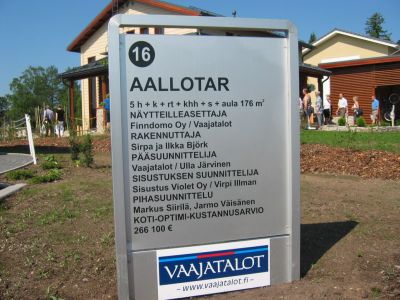 16
AALLOTAR
5 h + k + rt + khh + s + aula 176 m²
NÄYTTEILLEASETTAJA
Finndomo Oy / Vaajatalot
RAKENNUTTAJA
Sirpa ja Ilkka Björk
PÄÄSUUNNITTELIJA
Vaajatalot / Ulla Järvinen
SISUSTUKSEN SUUNNITTELIJA
Sisustus Violet Oy / Virpi Illman
PIHASUUNNITTELU
Markus Siirilä, Jarmo Väisänen
KOTI-OPTIMI-KUSTANNUSARVIO
266 100 €
VAAJATALOT
- www.vaajatalot.fi -